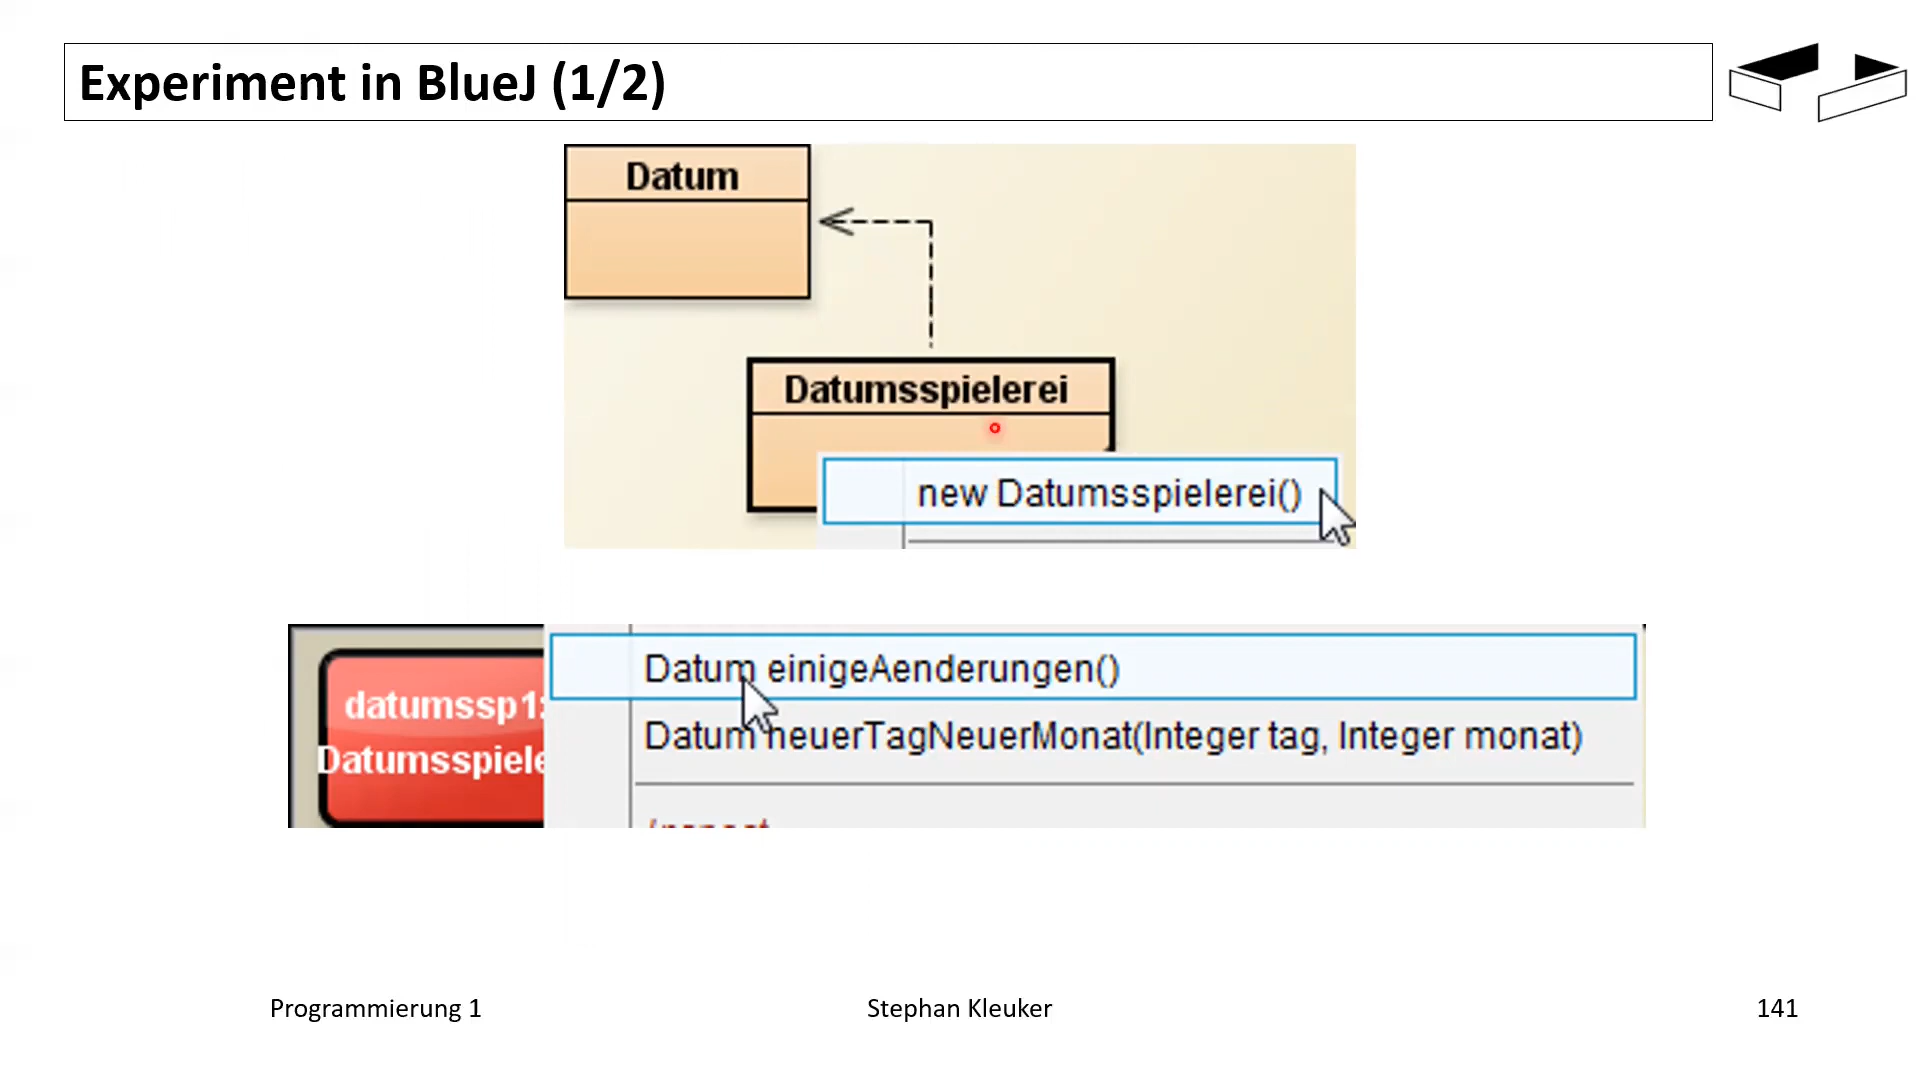 Experiment in BlueJ (1/2)
Datum
Datumsspielerei
new Datumsspielerei()
Datum einigeAenderungen()
datumssp1:
Datum neuerTagNeuerMonat(Integer tag, Integer monat)
Datumsspiele
Programmierung 1
Stephan Kleuker
141